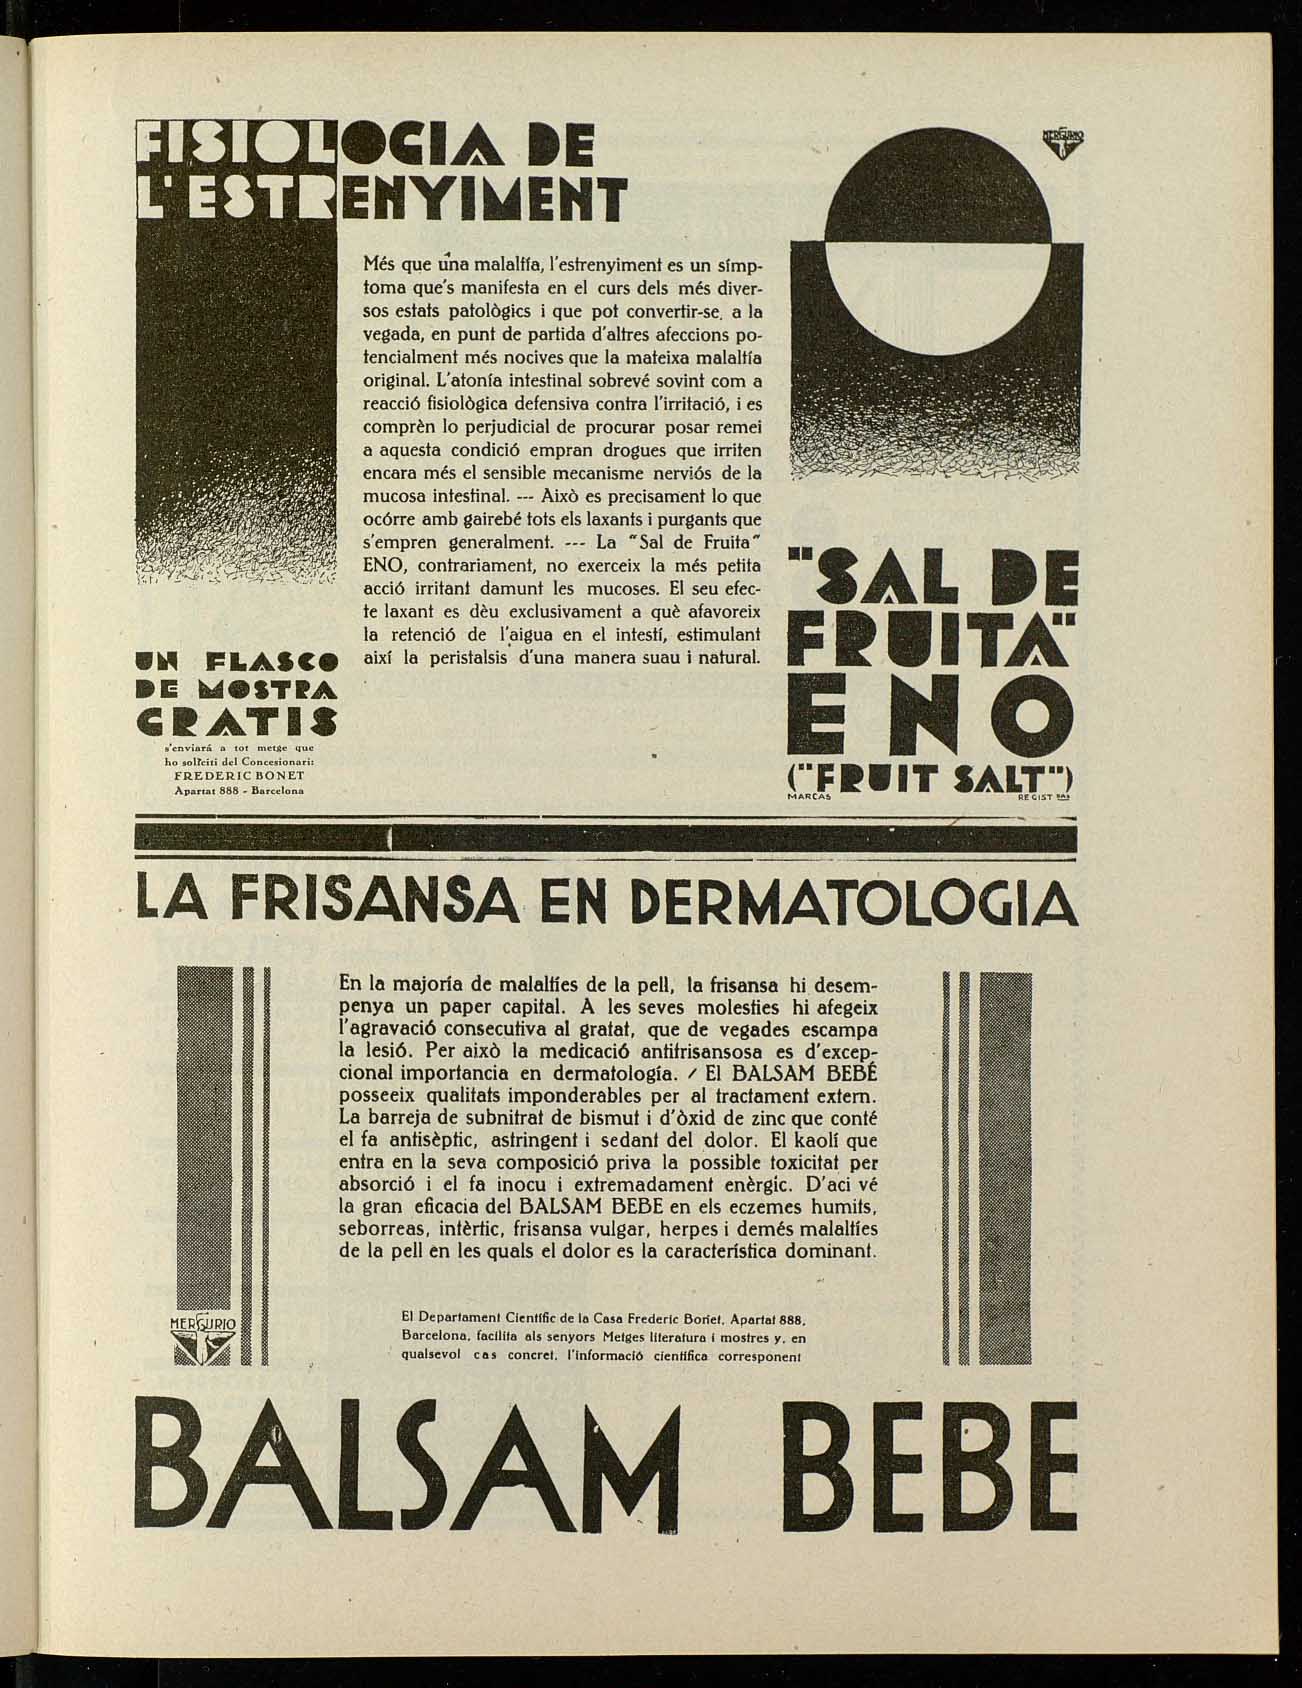 FISIOLOGIA DE
L'ESTRENYIMENT
MERCURIO
Més que una malaltía, l'estrenyiment es un símp-
toma que's manifesta en el curs dels més diver-
sos estats patològics i que pot convertir-se, a la
vegada, en punt de partida d'altres afeccions po-
tencialment més nocives que la mateixa malaltía
original. L'atonía intestinal sobrevé sovint com a
reacció fisiològica defensiva contra l'irritació, i es
comprèn lo perjudicial de procurar posar remei
a aquesta condició empran drogues que irriten
encara més el sensible mecanisme nerviós de la
mucosa intestinal. --- Això es precisament lo que
ocórre amb gairebé tots els laxants i purgants que
s'empren generalment. --- La "Sal de Fruita"
ENO, contrariament, no exerceix la més petita
acció irritant damunt les mucoses. El seu efec-
te laxant es dèu exclusivament a què afavoreix
la retenció de l'aigua en el intestí, estimulant
així la peristalsis d'una manera suau i natural.
UN FLASCO
DE MOSTRA
GRATIS
s'enviará a tot metge que
ho sol·liciti del Concesionari:
FREDERIC BONET
Apartat 888 - Barcelona
"SAL DE
FRUITA"
ENO
("FRUIT SALT")
MARCAS REGISTRAS
LA FRISANSA EN DERMATOLOGIA
En la majoría de malaltíes de la pell, la frisansa hi desem-
penya un paper capital. A les seves molesties hi afegeix
l'agravació consecutiva al gratat, que de vegades escampa
la lesió. Per això la medicació antifrisansosa es d'excep-
cional importancia en dermatología. / El BALSAM BEBÉ
posseeix qualitats imponderables per al tractament extern.
La barreja de subnitrat de bismut i d'òxid de zinc que conté
el fa antisèptic, astringent i sedant del dolor. El kaolí que
entra en la seva composició priva la possible toxicitat per
absorció i el fa inocu i extremadament enèrgic. D'aci vé
la gran eficacia del BALSAM BEBE en els eczemes humits,
seborreas, intèrtic, frisansa vulgar, herpes i demés malaltíes
de la pell en les quals el dolor es la característica dominant.
El Departament Científic de la Casa Frederic Bonet, Apartat 888,
Barcelona, facilita als senyors Metges literatura i mostres y, en
qualsevol cas concret, l'informació científica corresponent
MERCURIO
BALSAM BEBE